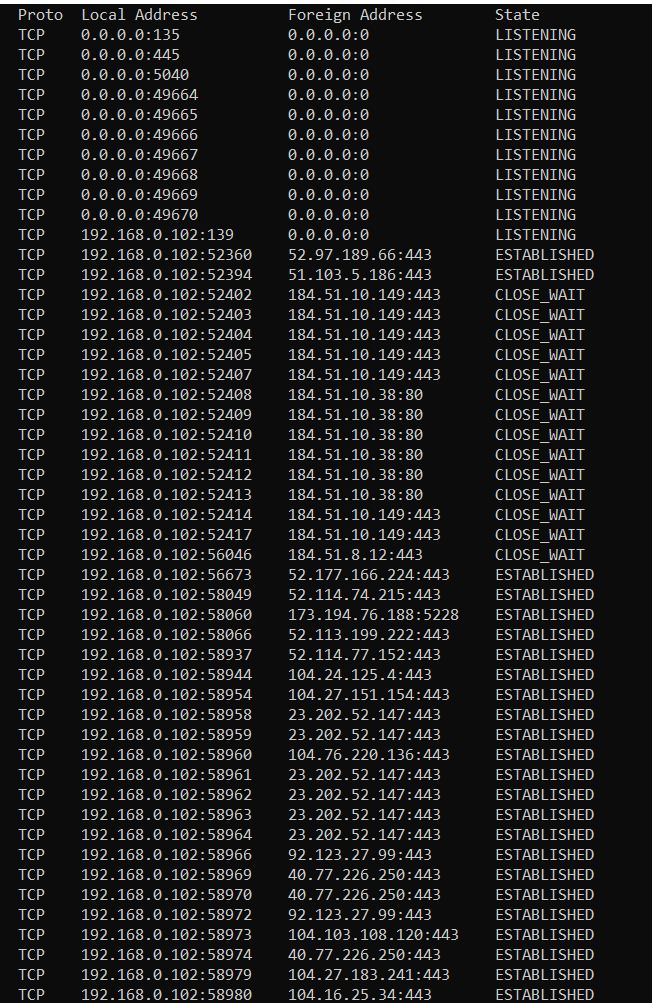 Proto  Local Address          Foreign Address        State
TCP    0.0.0.0:135            0.0.0.0:0              LISTENING
TCP    0.0.0.0:445            0.0.0.0:0              LISTENING
TCP    0.0.0.0:5040           0.0.0.0:0              LISTENING
TCP    0.0.0.0:49664          0.0.0.0:0              LISTENING
TCP    0.0.0.0:49665          0.0.0.0:0              LISTENING
TCP    0.0.0.0:49666          0.0.0.0:0              LISTENING
TCP    0.0.0.0:49667          0.0.0.0:0              LISTENING
TCP    0.0.0.0:49668          0.0.0.0:0              LISTENING
TCP    0.0.0.0:49669          0.0.0.0:0              LISTENING
TCP    0.0.0.0:49670          0.0.0.0:0              LISTENING
TCP    192.168.0.102:139      0.0.0.0:0              LISTENING
TCP    192.168.0.102:52360    52.97.189.66:443       ESTABLISHED
TCP    192.168.0.102:52394    51.103.5.186:443       ESTABLISHED
TCP    192.168.0.102:52402    184.51.10.149:443      CLOSE_WAIT
TCP    192.168.0.102:52403    184.51.10.149:443      CLOSE_WAIT
TCP    192.168.0.102:52404    184.51.10.149:443      CLOSE_WAIT
TCP    192.168.0.102:52405    184.51.10.149:443      CLOSE_WAIT
TCP    192.168.0.102:52407    184.51.10.149:443      CLOSE_WAIT
TCP    192.168.0.102:52408    184.51.10.38:80        CLOSE_WAIT
TCP    192.168.0.102:52409    184.51.10.38:80        CLOSE_WAIT
TCP    192.168.0.102:52410    184.51.10.38:80        CLOSE_WAIT
TCP    192.168.0.102:52411    184.51.10.38:80        CLOSE_WAIT
TCP    192.168.0.102:52412    184.51.10.38:80        CLOSE_WAIT
TCP    192.168.0.102:52413    184.51.10.38:80        CLOSE_WAIT
TCP    192.168.0.102:52414    184.51.10.149:443      CLOSE_WAIT
TCP    192.168.0.102:52417    184.51.10.149:443      CLOSE_WAIT
TCP    192.168.0.102:56046    184.51.8.12:443        CLOSE_WAIT
TCP    192.168.0.102:56673    52.177.166.224:443     ESTABLISHED
TCP    192.168.0.102:58049    52.114.74.215:443      ESTABLISHED
TCP    192.168.0.102:58060    173.194.76.188:5228    ESTABLISHED
TCP    192.168.0.102:58066    52.113.199.222:443     ESTABLISHED
TCP    192.168.0.102:58937    52.114.77.152:443      ESTABLISHED
TCP    192.168.0.102:58944    104.24.125.4:443       ESTABLISHED
TCP    192.168.0.102:58954    104.27.151.154:443     ESTABLISHED
TCP    192.168.0.102:58958    23.202.52.147:443      ESTABLISHED
TCP    192.168.0.102:58959    23.202.52.147:443      ESTABLISHED
TCP    192.168.0.102:58960    104.76.220.136:443     ESTABLISHED
TCP    192.168.0.102:58961    23.202.52.147:443      ESTABLISHED
TCP    192.168.0.102:58962    23.202.52.147:443      ESTABLISHED
TCP    192.168.0.102:58963    23.202.52.147:443      ESTABLISHED
TCP    192.168.0.102:58964    23.202.52.147:443      ESTABLISHED
TCP    192.168.0.102:58966    92.123.27.99:443       ESTABLISHED
TCP    192.168.0.102:58969    40.77.226.250:443      ESTABLISHED
TCP    192.168.0.102:58970    40.77.226.250:443      ESTABLISHED
TCP    192.168.0.102:58972    92.123.27.99:443       ESTABLISHED
TCP    192.168.0.102:58973    104.103.108.120:443    ESTABLISHED
TCP    192.168.0.102:58974    40.77.226.250:443      ESTABLISHED
TCP    192.168.0.102:58979    104.27.183.241:443     ESTABLISHED
TCP    192.168.0.102:58980    104.16.25.34:443       ESTABLISHED